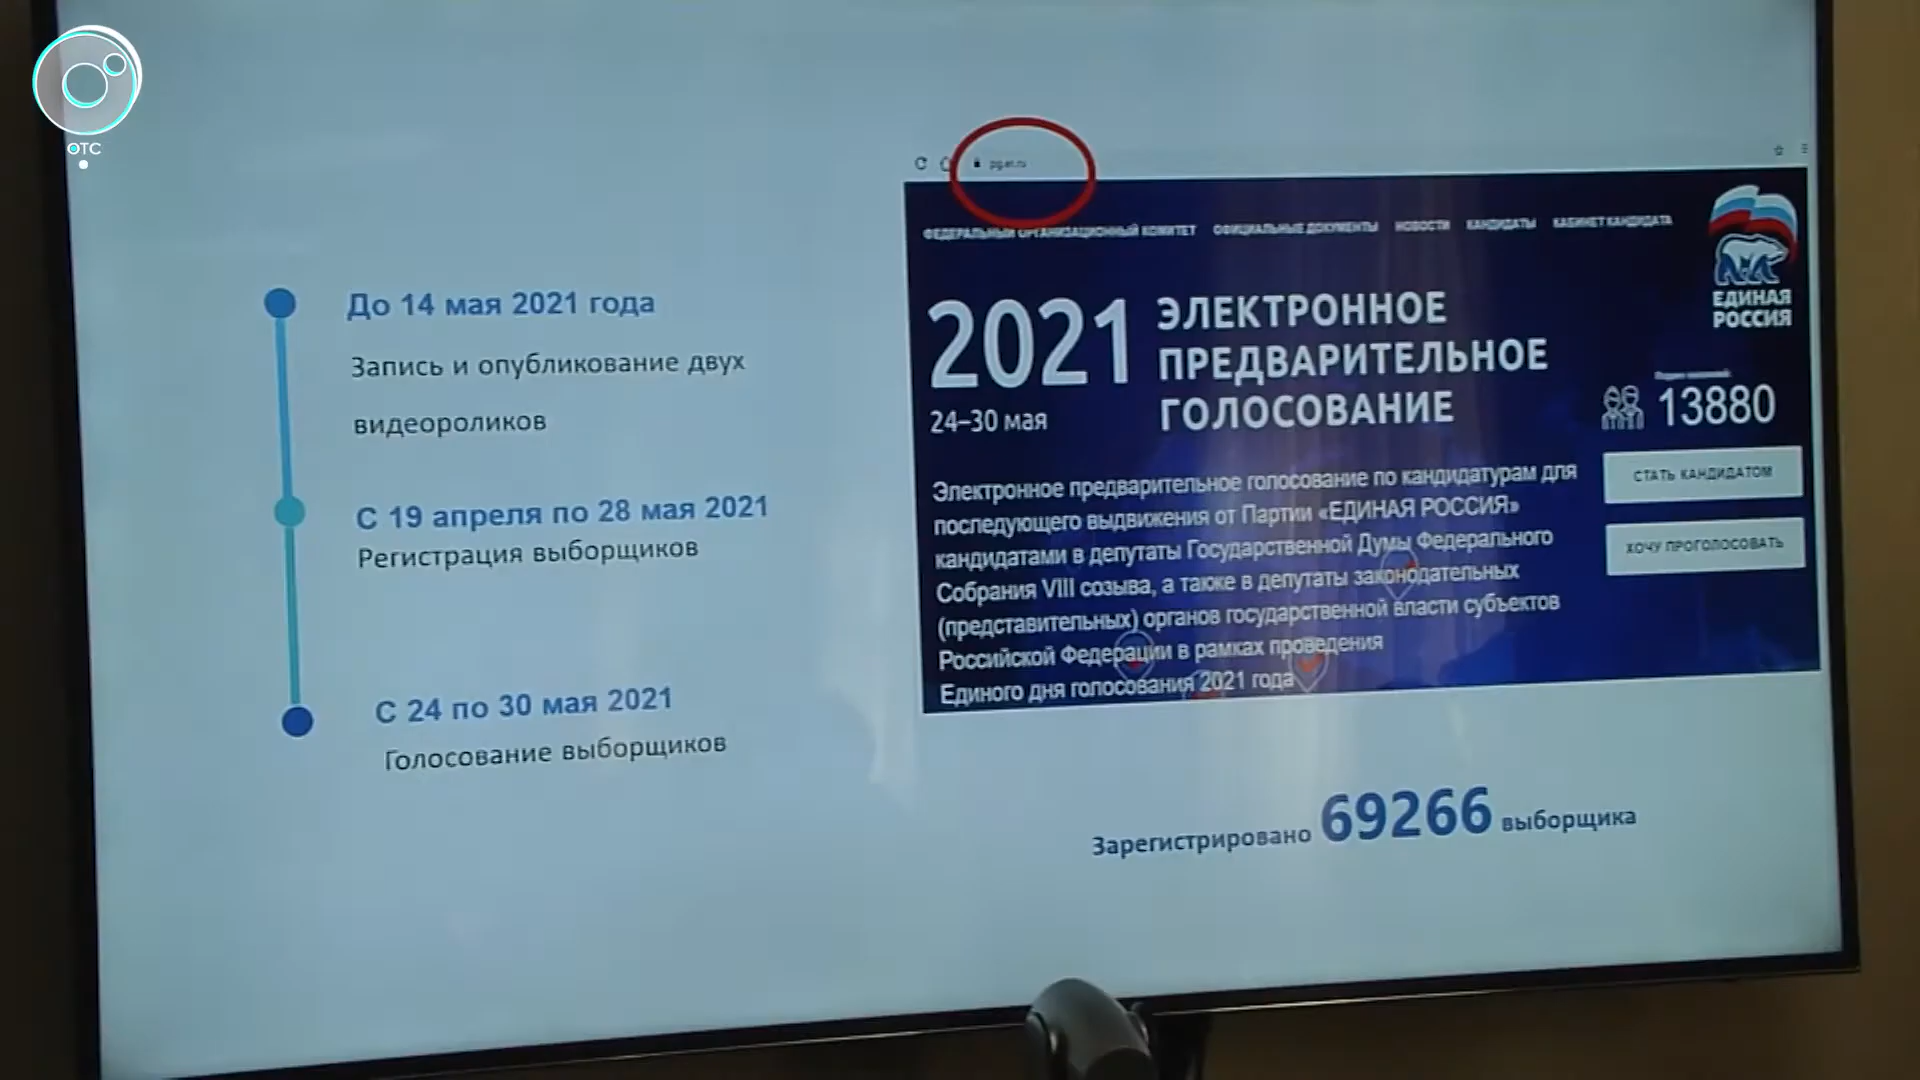 ОТС
До 14 мая 2021 года
Запись и опубликование двух
видеороликов
С 19 апреля по 28 мая 2021
Регистрация выборщиков
С 24 по 30 мая 2021
Голосование выборщиков
pg.er.ru
ФЕДЕРАЛЬНЫЙ ОРГАНИЗАЦИОННЫЙ КОМИТЕТ ОФИЦИАЛЬНЫЕ ДОКУМЕНТЫ НОВОСТИ КАНДИДАТЫ КАБИНЕТ КАНДИДАТА
ЕДИНАЯ
РОССИЯ
2021
24–30 мая
ЭЛЕКТРОННОЕ
ПРЕДВАРИТЕЛЬНОЕ
ГОЛОСОВАНИЕ
13880
СТАТЬ КАНДИДАТОМ
ХОЧУ ПРОГОЛОСОВАТЬ
Электронное предварительное голосование по кандидатурам для
последующего выдвижения от Партии «ЕДИНАЯ РОССИЯ»
кандидатами в депутаты Государственной Думы Федерального
Собрания VIII созыва, а также в депутаты законодательных
(представительных) органов государственной власти субъектов
Российской Федерации в рамках проведения
Единого дня голосования 2021 года
Зарегистрировано 69266 выборщика